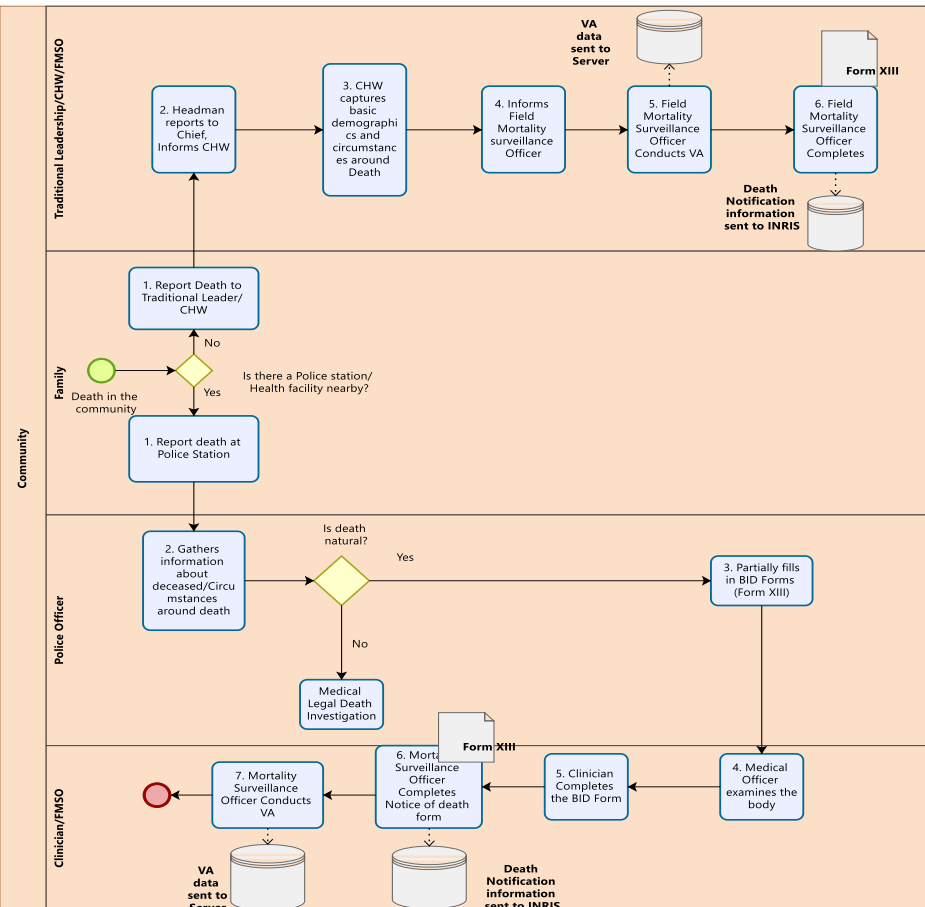 Community
Traditional Leadership/CHW/FMSO
2. Headman
reports to
Chief,
Informs CHW
3. CHW
captures
basic
demographi
cs and
circumstanc
es around
Death
4. Informs
Field
Mortality
surveillance
Officer
VA
data
sent to
Server
5. Field
Mortality
Surveillance
Officer
Conducts VA
Form XIII
6. Field
Mortality
Surveillance
Officer
Completes
Death
Notification
information
sent to INRIS
Family
1. Report Death to
Traditional Leader/
CHW
No
Death in the
community
Is there a Police station/
Health facility nearby?
Yes
1. Report death at
Police Station
Police Officer
2. Gathers
information
about
deceased/Circu
mstances
around death
Is death
natural?
Yes
No
3. Partially fills
in BID Forms
(Form XIII)
Medical
Legal Death
Investigation
Clinician/FMSO
4. Medical
Officer
examines the
body
5. Clinician
Completes
the BID Form
Form XIII
6.
Surveillance
Officer
Completes
Notice of death
form
7. Mortality
Surveillance
Officer Conducts
VA
VA
data
sent to
Server
Death
Notification
information
sent to INRIS